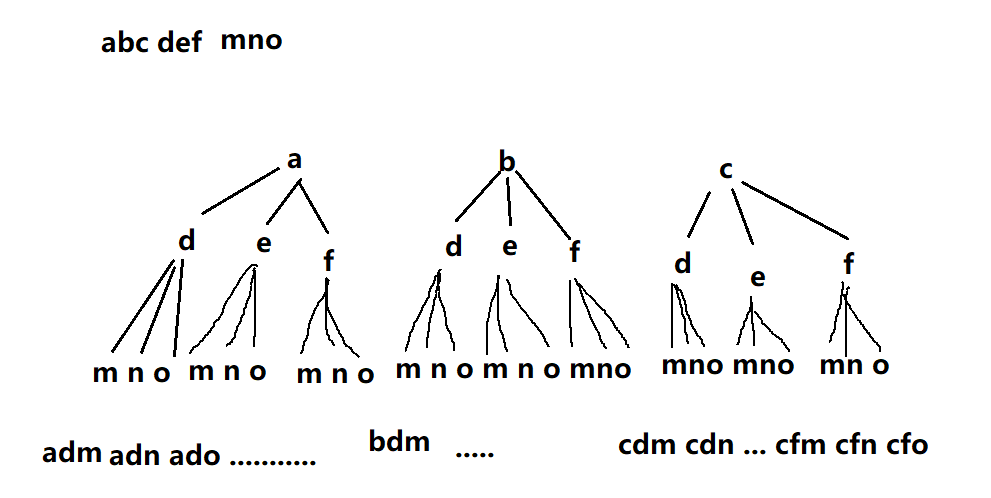 abc def mno
a b c
d e f d e f d e f
m n o m n o m n o m n o m n o mno mno mno mn o
adm adn ado ........... bdm ..... cdm cdn ... cfm cfn cfo